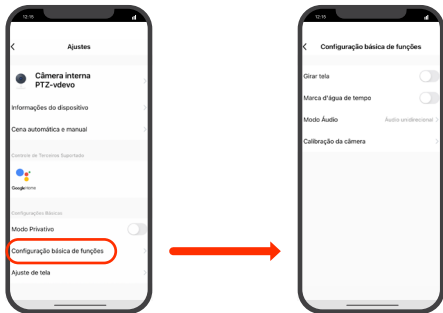 12:15
Ajustes
Câmera interna
PTZ-vdevo
Informações do dispositivo
Cena automática e manual
Controle de Terceiros Suportado
Google Home
Configurações Básicas
Modo Privativo
Configuração básica de funções
Ajuste de tela
12:15
Configuração básica de funções
Girar tela
Marca d'água de tempo
Modo Áudio
Áudio unidirecional
Calibração da câmera